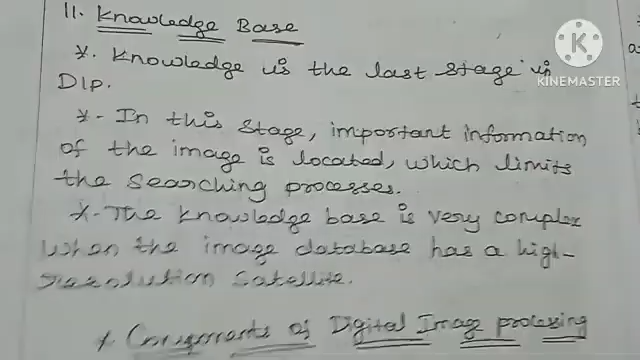 11. Knowledge Base
*. Knowledge is the last stage is
DIP.
*- In this stage, important information
of the image is located, which limits
the searching processes.
*- The knowledge base is very complex
when the image database has a high-
resolution satellite.
* Components of Digital Image processing
K
KINEMASTER